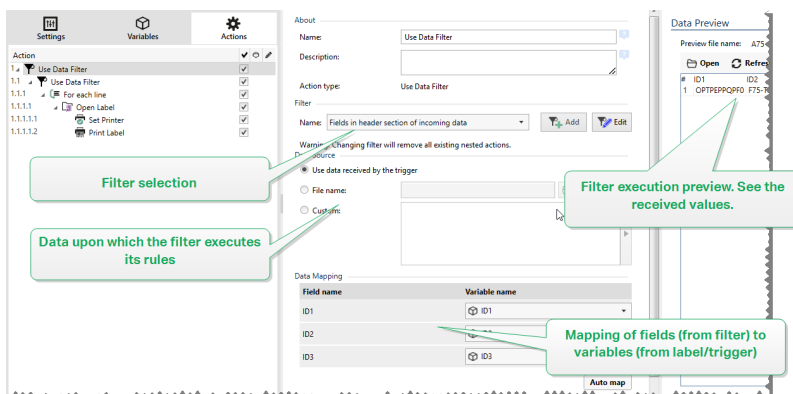 Settings
Variables
Actions
Action
1 Use Data Filter
1.1 Use Data Filter
1.1.1 For each line
1.1.1.1 Open Label
1.1.1.1.1 Set Printer
1.1.1.1.2 Print Label
About
Name: Use Data Filter
Description:
Action type: Use Data Filter
Filter
Name: Fields in header section of incoming data Add Edit
Warning: Changing filter will remove all existing nested actions.
Use data received by the trigger
File name:
Custom:
Data Mapping
Field name Variable name
ID1 ID1
ID2
ID3 ID3
Auto map
Data Preview
Preview file name: A75
Open Refres
# ID1 ID2
1 OPTPEPPQPF0 F75-T
Filter selection
Data upon which the filter executes
its rules
Filter execution preview. See the
received values.
Mapping of fields (from filter) to
variables (from label/trigger)